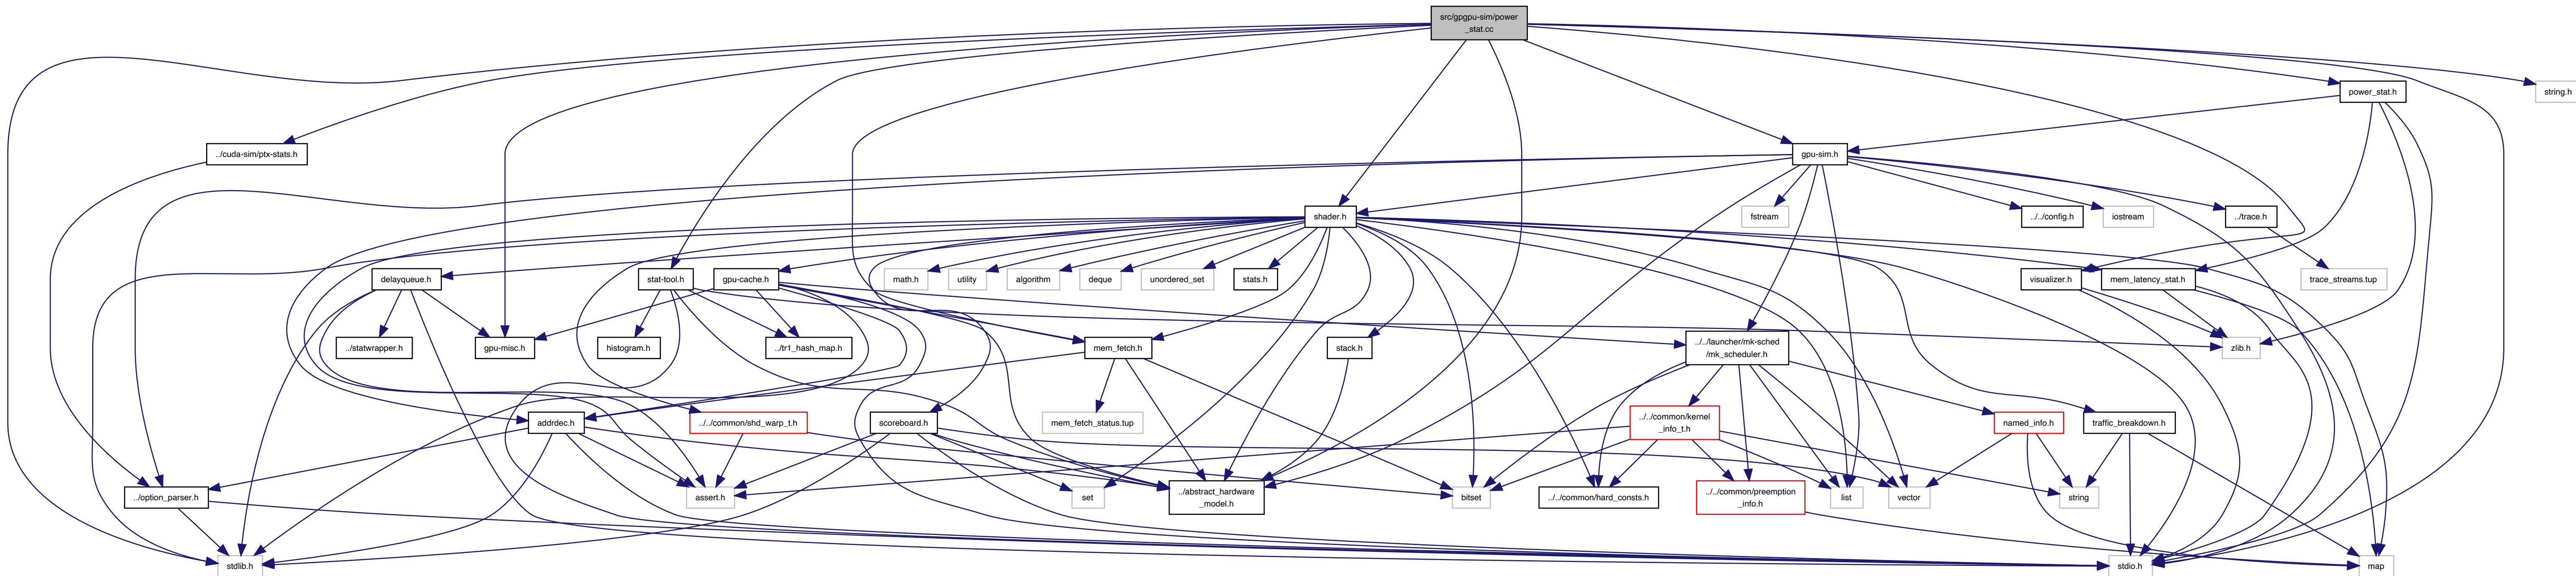 src/gpgpu-sim/power
_stat.cc
power_stat.h
string.h
../cuda-sim/ptx-stats.h
gpu-sim.h
shader.h
fstream
../../config.h
iostream
../trace.h
delayqueue.h
stat-tool.h
gpu-cache.h
math.h
utility
algorithm
deque
unordered_set
stats.h
visualizer.h
mem_latency_stat.h
trace_streams.tup
../statwrapper.h
gpu-misc.h
histogram.h
../tr1_hash_map.h
mem_fetch.h
stack.h
../../launcher/mk-sched
/mk_scheduler.h
zlib.h
addrdec.h
../../common/shd_warp_t.h
scoreboard.h
mem_fetch_status.tup
../../common/kernel
_info_t.h
named_info.h
traffic_breakdown.h
../option_parser.h
assert.h
set
../abstract_hardware
_model.h
bitset
../../common/hard_consts.h
../../common/preemption
_info.h
list
vector
string
stdlib.h
stdio.h
map